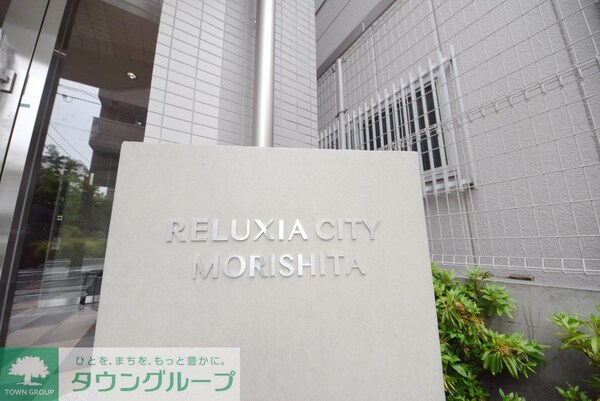 RELUXIA CITY
MORISHITA
ひとを、まちを、もっと豊かに。
TOWN GROUP
タウングループ